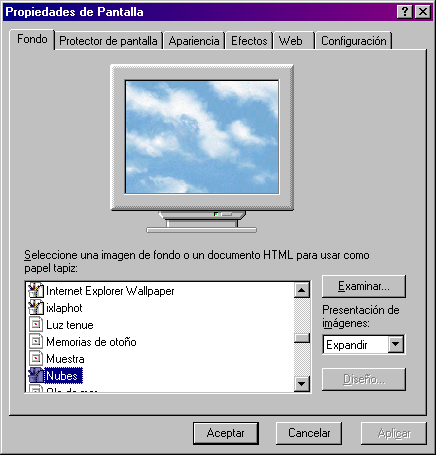 Propiedades de Pantalla
Fondo Protector de pantalla Apariencia Efectos Web Configuración
Seleccione una imagen de fondo o un documento HTML para usar como
papel tapiz:
Internet Explorer Wallpaper
ixlaphot
Luz tenue
Memorias de otoño
Muestra
Nubes
Examinar...
Presentación de
imágenes:
Expandir
Diseño...
Aceptar Cancelar Aplicar